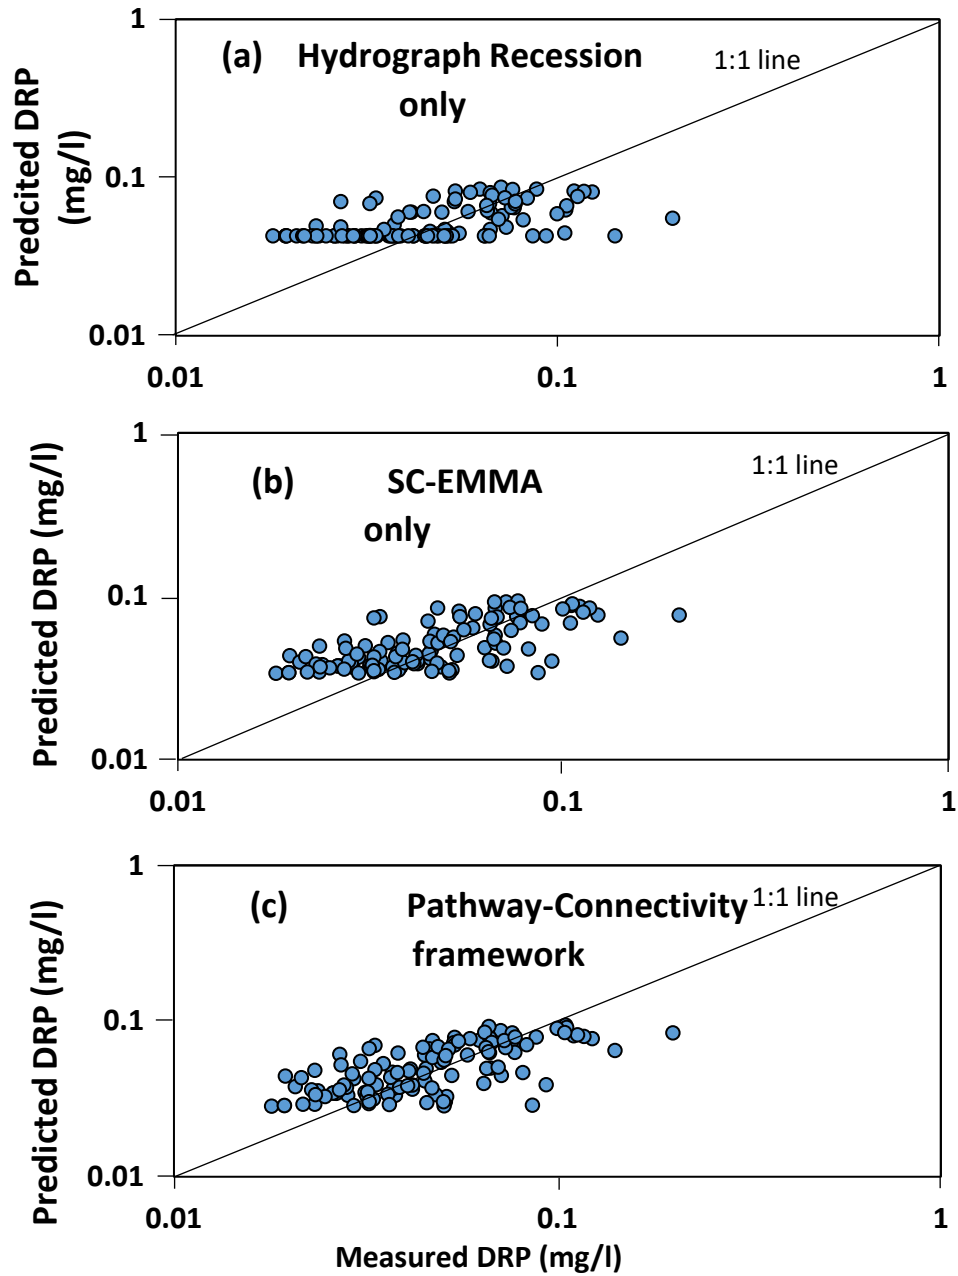 1
(a) Hydrograph Recession
only
1:1 line
Predcited DRP
(mg/l)
0.1
0.01
0.01 0.1 1
1
(b) SC-EMMA
only
1:1 line
Predicted DRP (mg/l)
0.1
0.01
0.01 0.1 1
1
(c) Pathway-Connectivity
framework
1:1 line
Predicted DRP (mg/l)
0.1
0.01
0.01 0.1 1
Measured DRP (mg/l)